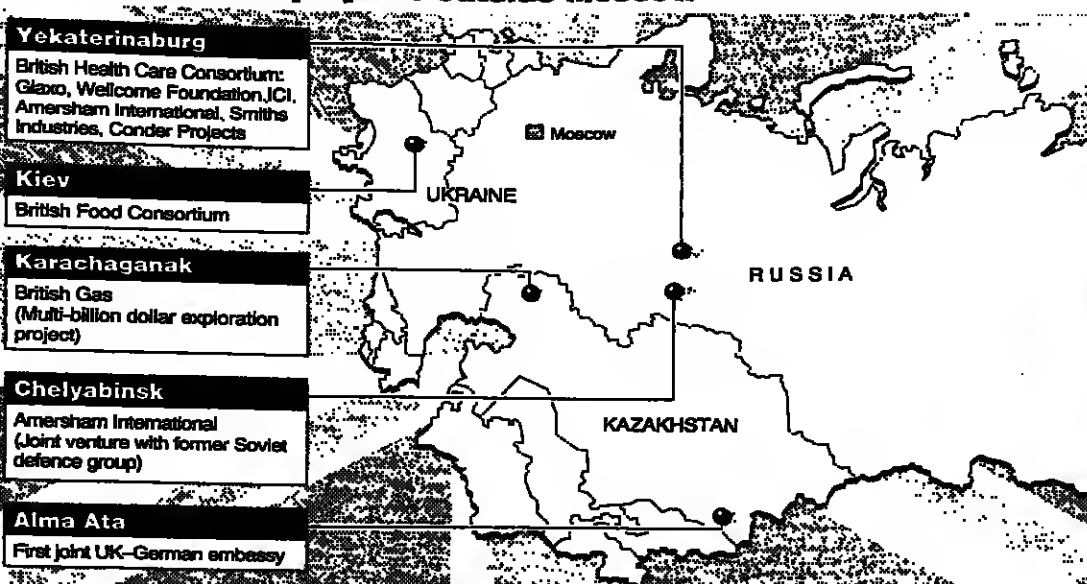 outside Moscow
Yekaterinaburg
British Health Care Consortium:
Glaxo, Wellcome Foundation,ICI,
Amersham International, Smiths
Industries, Conder Projects
Kiev
British Food Consortium
Karachaganak
British Gas
(Multi-billion dollar exploration
project)
Chelyabinsk
Amersham International
(Joint venture with former Soviet
defence group)
Alma Ata
First joint UK-German embassy
Moscow
UKRAINE
RUSSIA
KAZAKHSTAN